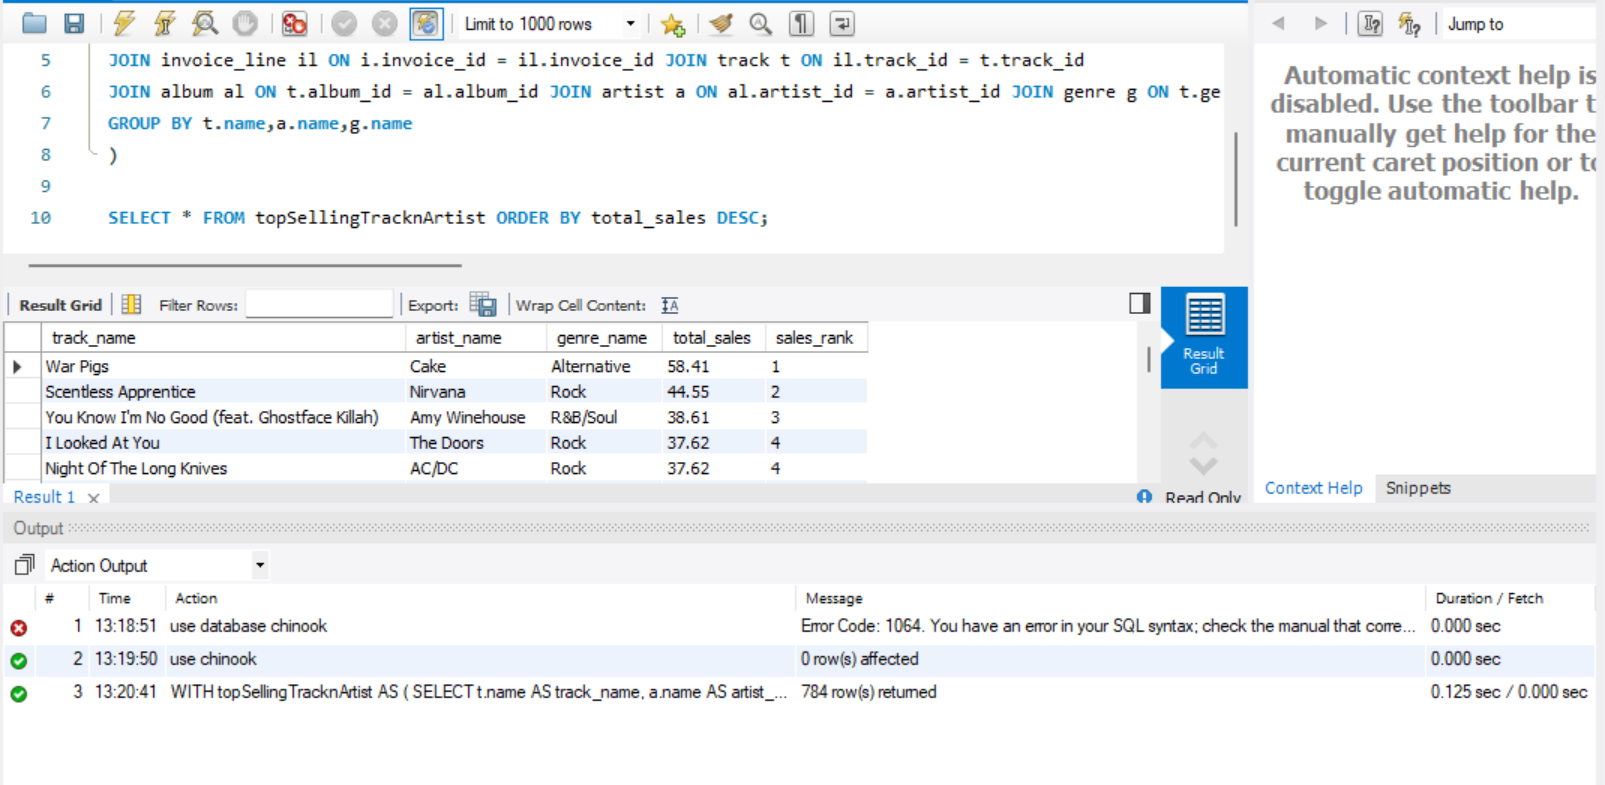 Limit to 1000 rows
Jump to
5 JOIN invoice_line il ON i.invoice_id = il.invoice_id JOIN track t ON il.track_id = t.track_id
6 JOIN album al ON t.album_id = al.album_id JOIN artist a ON al.artist_id = a.artist_id JOIN genre g ON t.ge
7 GROUP BY t.name,a.name,g.name
8 )
9
10 SELECT * FROM topSellingTracknArtist ORDER BY total_sales DESC;
Automatic context help is
disabled. Use the toolbar t
manually get help for the
current caret position or to
toggle automatic help.
Result Grid Filter Rows: Export: Wrap Cell Content: IA
track_name artist_name genre_name total_sales sales_rank
War Pigs Cake Alternative 58.41 1
Scentless Apprentice Nirvana Rock 44.55 2
You Know I'm No Good (feat. Ghostface Killah) Amy Winehouse R&B/Soul 38.61 3
I Looked At You The Doors Rock 37.62 4
Night Of The Long Knives AC/DC Rock 37.62 4
Result
Grid
Result 1 Read Only
Context Help Snippets
Output
Action Output
# Time Action Message Duration / Fetch
1 13:18:51 use database chinook Error Code: 1064. You have an error in your SQL syntax; check the manual that corre... 0.000 sec
2 13:19:50 use chinook 0 row(s) affected 0.000 sec
3 13:20:41 WITH topSellingTracknArtist AS ( SELECT t.name AS track_name, a.name AS artist_... 784 row(s) returned 0.125 sec / 0.000 sec